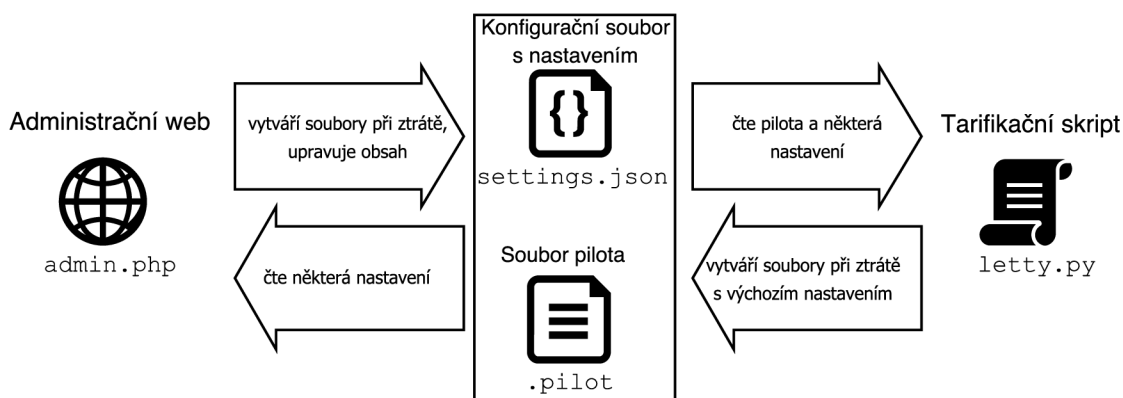 Administrační web
admin.php
vytváří soubory při ztrátě,
upravuje obsah
čte některá nastavení
Konfigurační soubor
s nastavením
{}
settings.json
Soubor pilota
.pilot
čte pilota a některá
nastavení
vytváří soubory při ztrátě
s výchozím nastavením
Tarifikační skript
letty.py